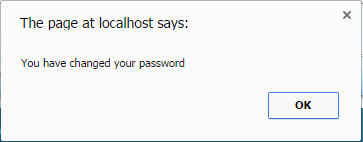 The page at localhost says:
You have changed your password
OK